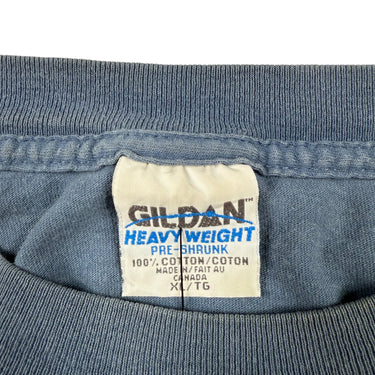 GILDAN™
HEAVY WEIGHT
PRE-SHRUNK
100% COTTON/COTON
MADE IN/FAIT AU
CANADA
XL/TG